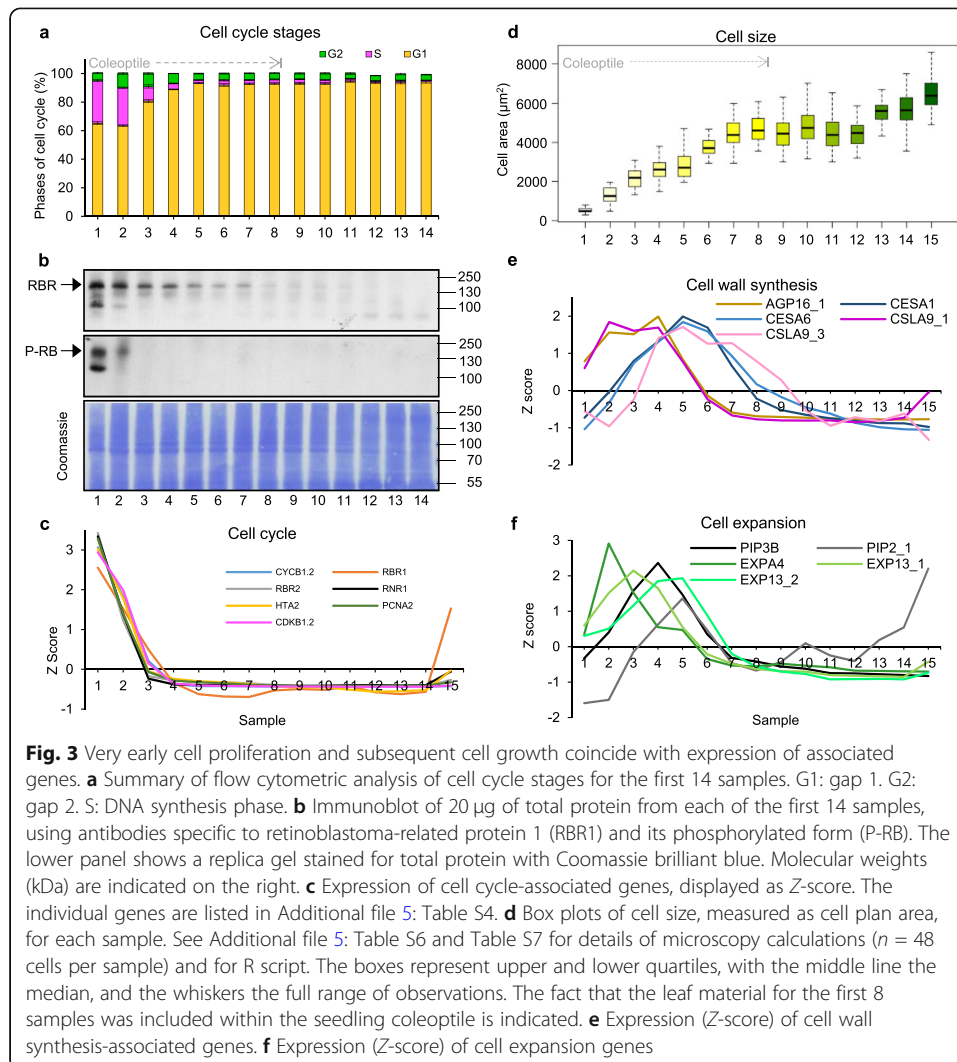 a
Cell cycle stages
G2 S G1
Coleoptile
Phases of cell cycle (%)
100
80
60
40
20
0
1 2 3 4 5 6 7 8 9 10 11 12 13 14
b
RBR
250
130
100
P-RB
250
130
100
Coomassie
250
130
100
70
55
1 2 3 4 5 6 7 8 9 10 11 12 13 14
c
Cell cycle
CYCB1.2 RBR1
RBR2 RNR1
HTA2 PCNA2
CDKB1.2
Z Score
3
2
1
0
-1
1 2 3 4 5 6 7 8 9 10 11 12 13 14 15
Sample
d
Cell size
Coleoptile
Cell area (µm²)
8000
6000
4000
2000
0
1 2 3 4 5 6 7 8 9 10 11 12 13 14 15
e
Cell wall synthesis
AGP16_1 CESA1
CESA6 CSLA9_1
CSLA9_3
Z score
2
1
0
-1
-2
1 2 3 4 5 6 7 8 9 10 11 12 13 14 15
f
Cell expansion
PIP3B PIP2_1
EXPA4 EXP13_1
EXP13_2
Z score
3
2
1
0
-1
-2
1 2 3 4 5 6 7 8 9 10 11 12 13 14 15
Sample
Fig. 3 Very early cell proliferation and subsequent cell growth coincide with expression of associated
genes. a Summary of flow cytometric analysis of cell cycle stages for the first 14 samples. G1: gap 1. G2:
gap 2. S: DNA synthesis phase. b Immunoblot of 20 µg of total protein from each of the first 14 samples,
using antibodies specific to retinoblastoma-related protein 1 (RBR1) and its phosphorylated form (P-RB). The
lower panel shows a replica gel stained for total protein with Coomassie brilliant blue. Molecular weights
(kDa) are indicated on the right. c Expression of cell cycle-associated genes, displayed as Z-score. The
individual genes are listed in Additional file 5: Table S4. d Box plots of cell size, measured as cell plan area,
for each sample. See Additional file 5: Table S6 and Table S7 for details of microscopy calculations (n = 48
cells per sample) and for R script. The boxes represent upper and lower quartiles, with the middle line the
median, and the whiskers the full range of observations. The fact that the leaf material for the first 8
samples was included within the seedling coleoptile is indicated. e Expression (Z-score) of cell wall
synthesis-associated genes. f Expression (Z-score) of cell expansion genes